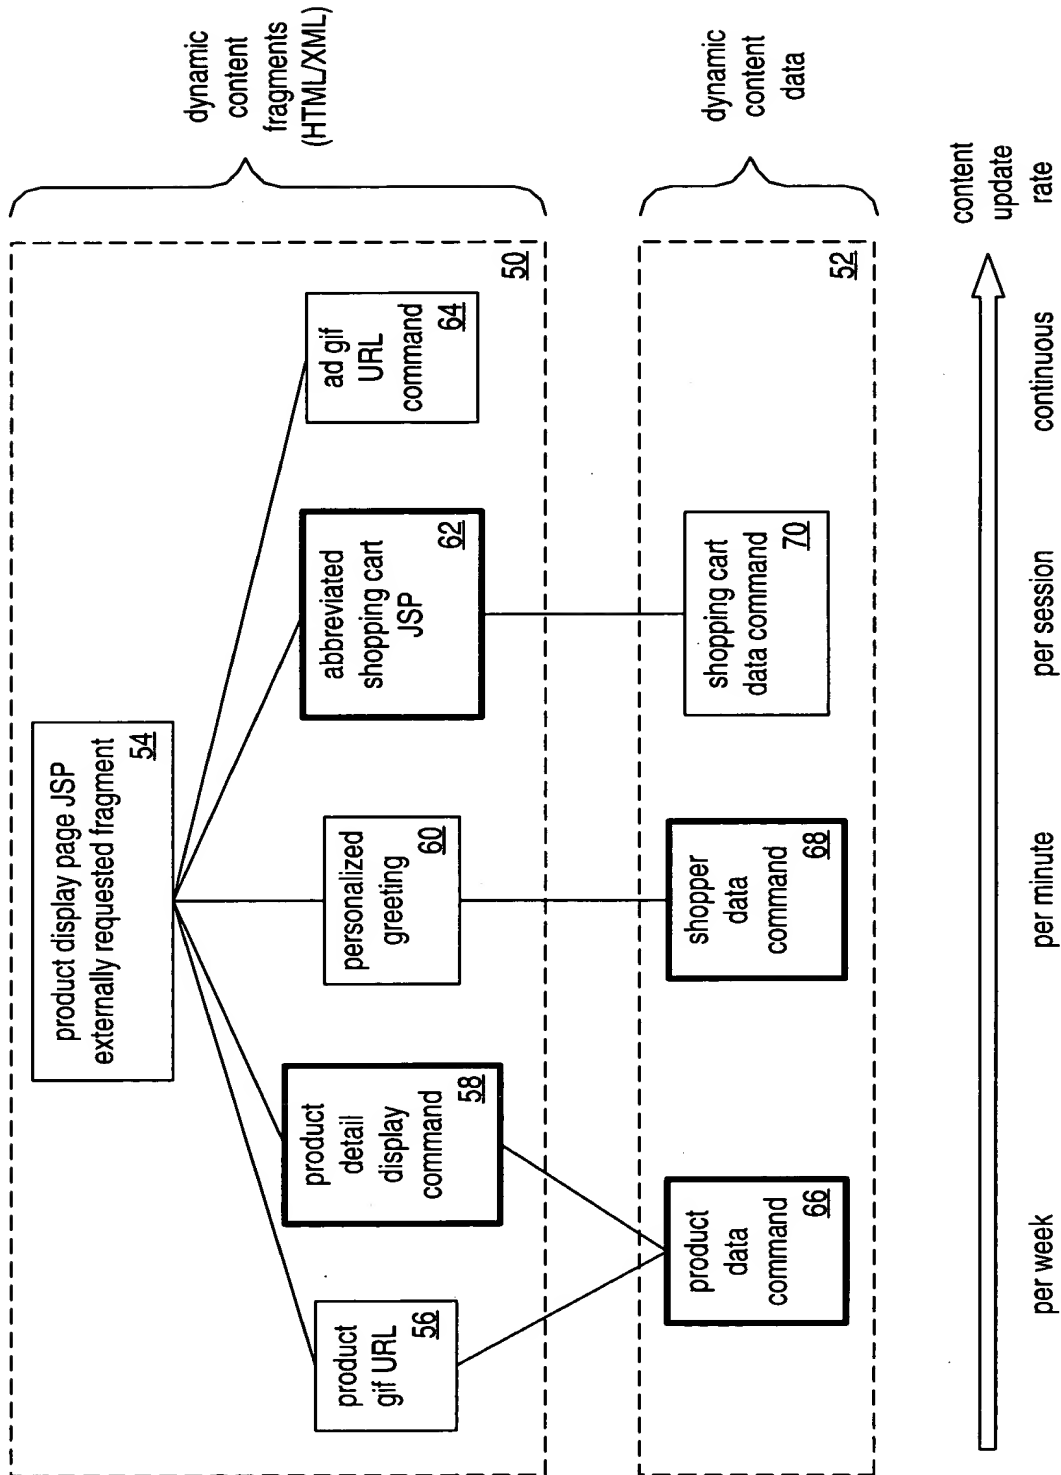 product display page JSP
externally requested fragment
54
product
gif URL
56
product
detail
display
command
58
personalized
greeting
60
abbreviated
shopping cart
JSP
62
ad gif
URL
command
64
50
dynamic
content
fragments
(HTML/XML)
product
data
command
66
shopper
data
command
68
shopping cart
data command
70
52
dynamic
content
data
per week
per minute
per session
continuous
content
update
rate